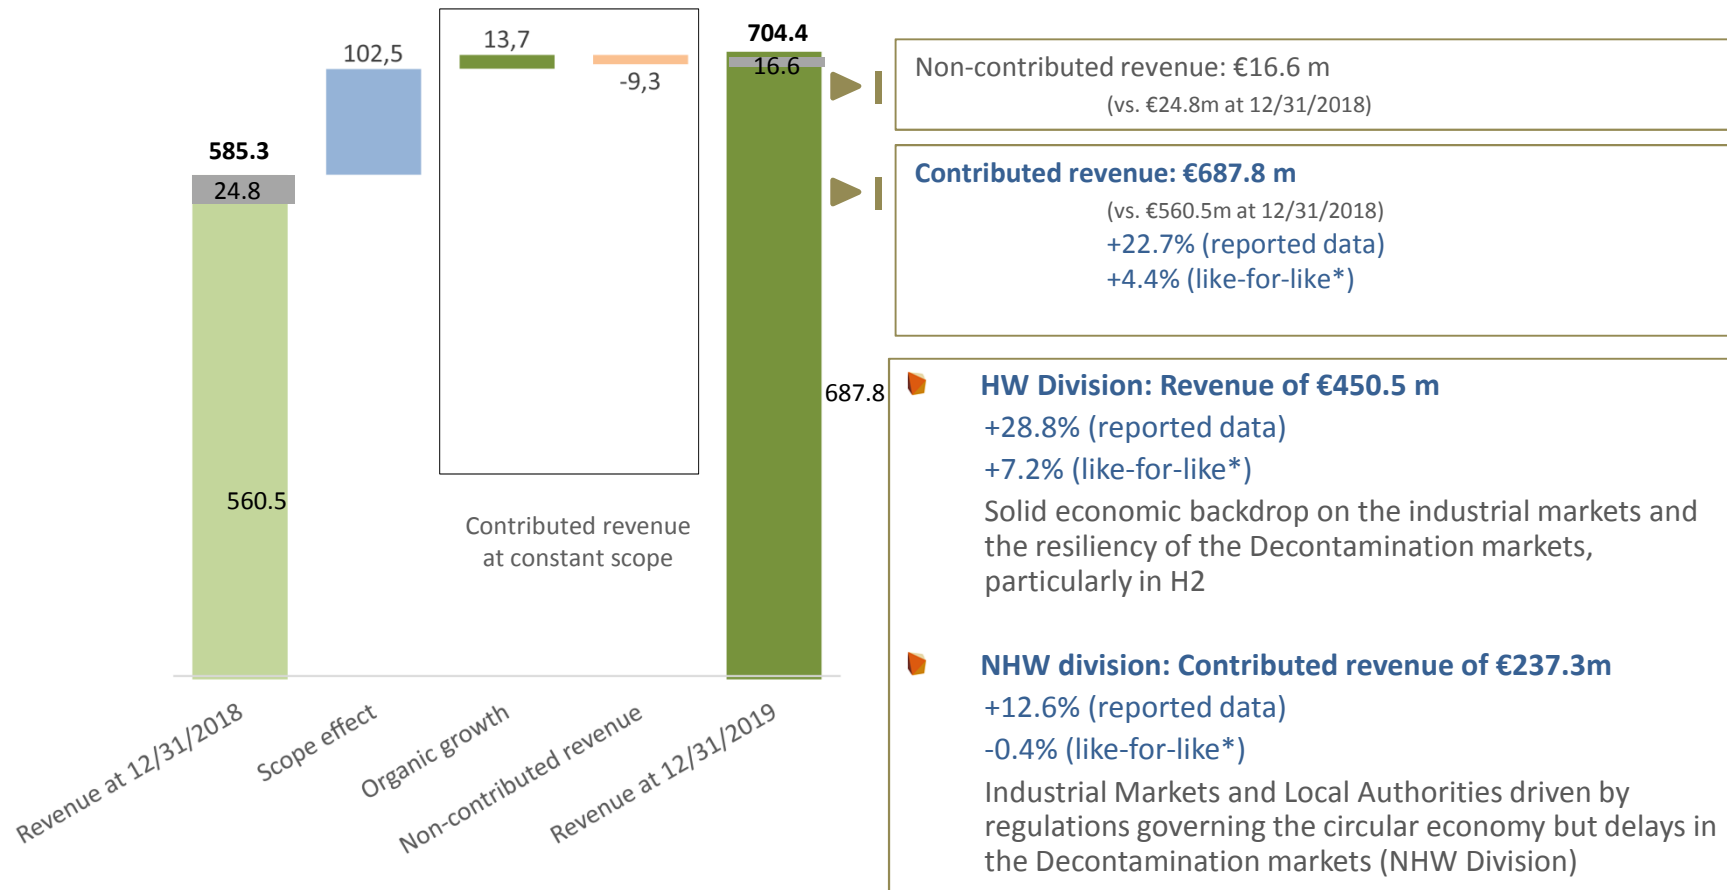 585.3
24.8
560.5
102,5
13,7
-9,3
Contributed revenue
at constant scope
704.4
16.6
687.8
Revenue at 12/31/2018
Scope effect
Organic growth
Non-contributed revenue
Revenue at 12/31/2019
Non-contributed revenue: €16.6 m
(vs. €24.8m at 12/31/2018)
Contributed revenue: €687.8 m
(vs. €560.5m at 12/31/2018)
+22.7% (reported data)
+4.4% (like-for-like*)
HW Division: Revenue of €450.5 m
+28.8% (reported data)
+7.2% (like-for-like*)
Solid economic backdrop on the industrial markets and
the resiliency of the Decontamination markets,
particularly in H2
NHW division: Contributed revenue of €237.3m
+12.6% (reported data)
-0.4% (like-for-like*)
Industrial Markets and Local Authorities driven by
regulations governing the circular economy but delays in
the Decontamination markets (NHW Division)